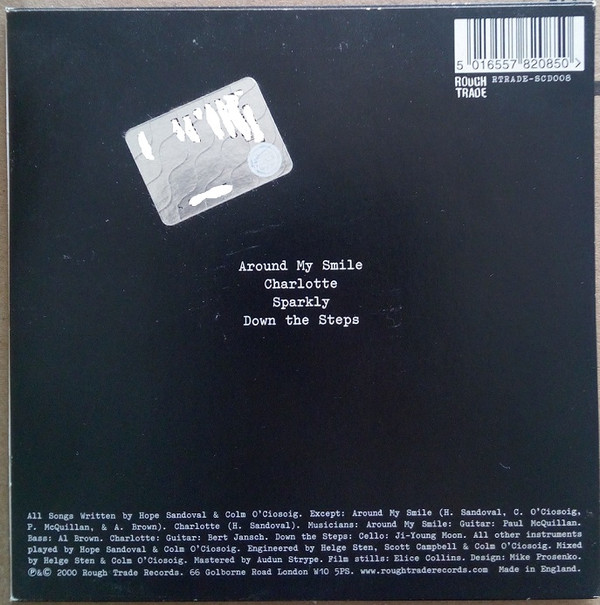 5 016557 820850 >
ROUGH RTRADE-SCD008
TRADE
Around My Smile
Charlotte
Sparkly
Down the Steps
All Songs Written by Hope Sandoval & Colm O'Ciosoig. Except: Around My Smile (H. Sandoval, C. O'Ciosoig,
P. McQuillan, & A. Brown). Charlotte (H. Sandoval). Musicians: Around My Smile: Guitar: Paul McQuillan.
Bass: Al Brown. Charlotte: Guitar: Bert Jansch. Down the Steps: Cello: Ji-Young Moon. All other instruments
played by Hope Sandoval & Colm O'Ciosoig. Engineered by Helge Sten, Scott Campbell & Colm O'Ciosoig. Mixed
by Helge Sten & Colm O'Ciosoig. Mastered by Audun Strype. Film stills: Elice Collins. Design: Mike Prosenko.
℗&© 2000 Rough Trade Records. 66 Golborne Road London W10 5PS. www.roughtraderecords.com Made in England.